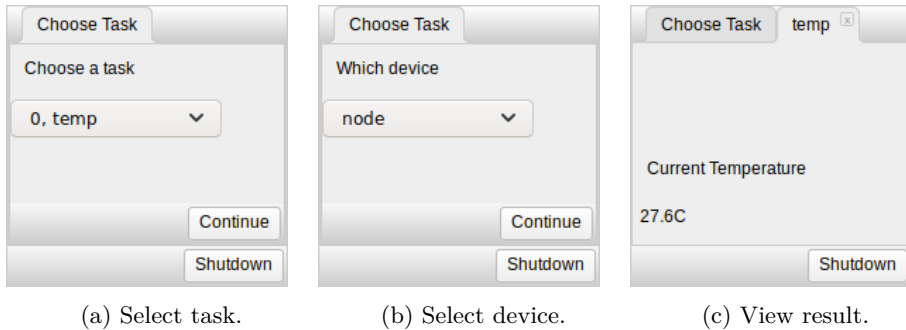 Choose Task
Choose a task
0, temp
Continue
Shutdown
(a) Select task.
Choose Task
Which device
node
Continue
Shutdown
(b) Select device.
Choose Task temp x
Current Temperature
27.6C
Shutdown
(c) View result.